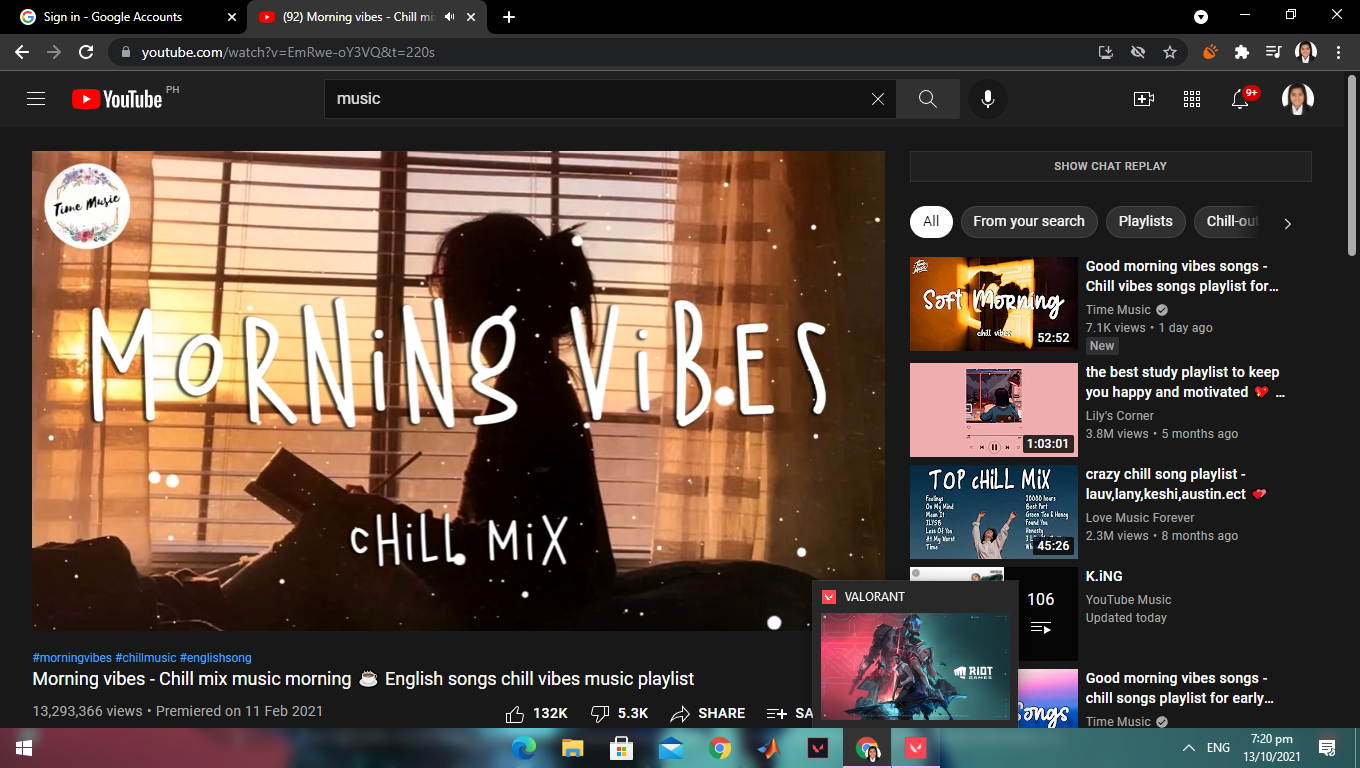 Sign in - Google Accounts
(92) Morning vibes - Chill mi
youtube.com/watch?v=EmRwe-oY3VQ&t=220s
YouTube PH
music
9+
Time Music
MORNiNg ViBES
cHiLL MiX
SHOW CHAT REPLAY
All
From your search
Playlists
Chill-out
Soft Morning
chill vibes
52:52
Good morning vibes songs -
Chill vibes songs playlist for...
Time Music
7.1K views • 1 day ago
New
1:03:01
the best study playlist to keep
you happy and motivated 💖 ...
Lily's Corner
3.8M views • 5 months ago
TOP cHiLL MiX
Feelings
On My Mind
Mean It
ILYSB
Less Of You
At My Worst
Time
10000 hours
Best Part
Green Tea & Honey
Found You
Honesty
45:26
crazy chill song playlist -
lauv,lany,keshi,austin.ect 💞
Love Music Forever
2.3M views • 8 months ago
106
K.iNG
YouTube Music
Updated today
Songs
Good morning vibes songs -
chill songs playlist for early...
Time Music
#morningvibes #chillmusic #englishsong
Morning vibes - Chill mix music morning ☕ English songs chill vibes music playlist
13,293,366 views • Premiered on 11 Feb 2021
132K
5.3K
SHARE
SA
VALORANT
RIOT
GAMES
ENG
7:20 pm
13/10/2021